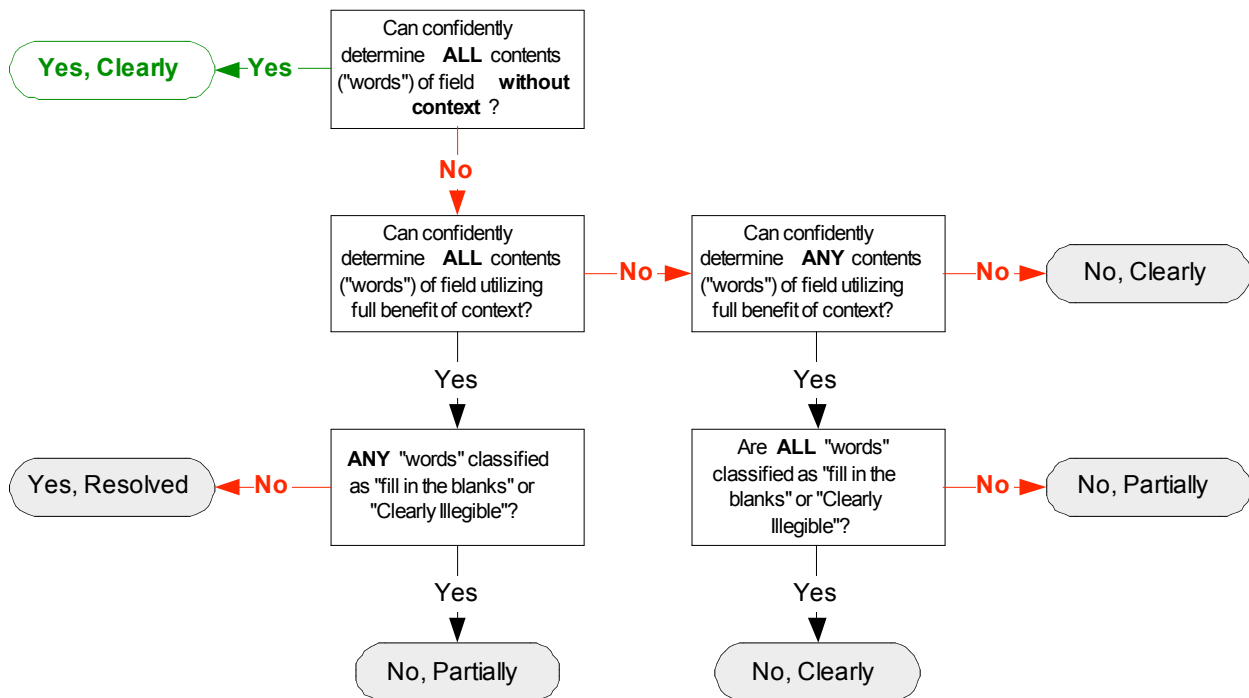 Can confidently
determine ALL contents
("words") of field without
context ?
Yes, Clearly
Yes
No
Can confidently
determine ALL contents
("words") of field utilizing
full benefit of context?
No
Can confidently
determine ANY contents
("words") of field utilizing
full benefit of context?
No
No, Clearly
Yes
Yes
Yes, Resolved
No
ANY "words" classified
as "fill in the blanks" or
"Clearly Illegible"?
Are ALL "words"
classified as "fill in the
blanks" or "Clearly
Illegible"?
No
No, Partially
Yes
Yes
No, Partially
No, Clearly